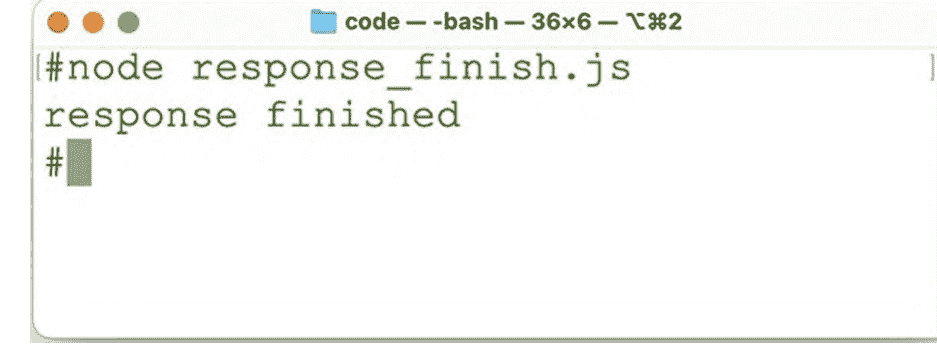 code — -bash — 36×6 — ⌥⌘2
[#node response_finish.js ]
response finished
#